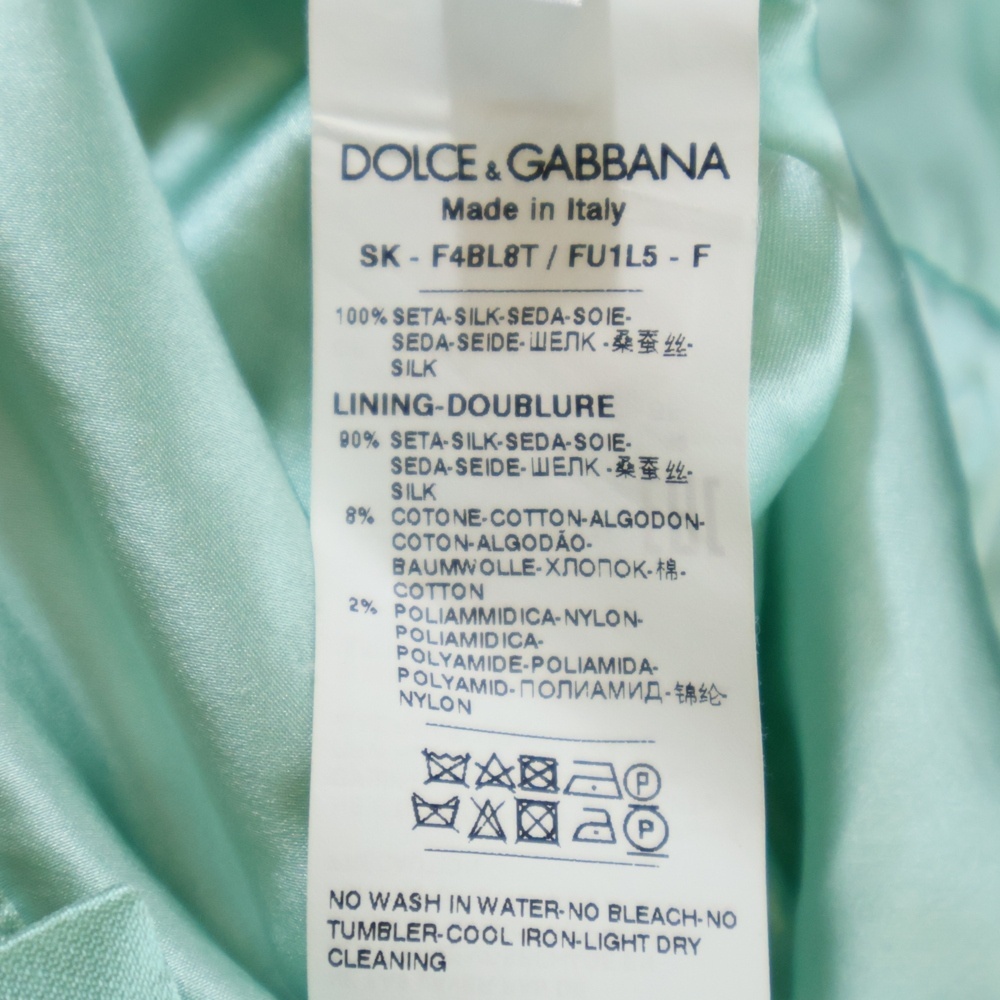 DOLCE & GABBANA
Made in Italy
SK - F4BL8T / FU1L5 - F
100% SETA-SILK-SEDA-SOIE-
SEDA-SEIDE-ШЕЛК -桑蚕丝-
SILK
LINING-DOUBLURE
90% SETA-SILK-SEDA-SOIE-
SEDA-SEIDE-ШЕЛК -桑蚕丝-
SILK
8% COTONE-COTTON-ALGODON-
COTON-ALGODÃO-
BAUMWOLLE-ХЛОПОК-棉-
COTTON
2% POLIAMMIDICA-NYLON-
POLIAMIDICA-
POLYAMIDE-POLIAMIDA-
POLYAMID-ПОЛИАМИД-锦纶-
NYLON
P
P
NO WASH IN WATER-NO BLEACH-NO
TUMBLER-COOL IRON-LIGHT DRY
CLEANING